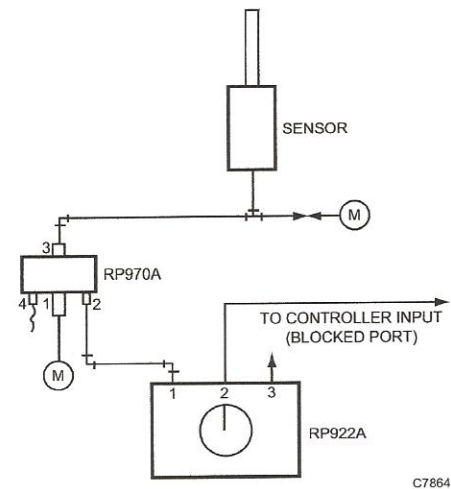 SENSOR
M
3
RP970A
4 1 2
TO CONTROLLER INPUT
(BLOCKED PORT)
M
1 2 3
RP922A
C7864